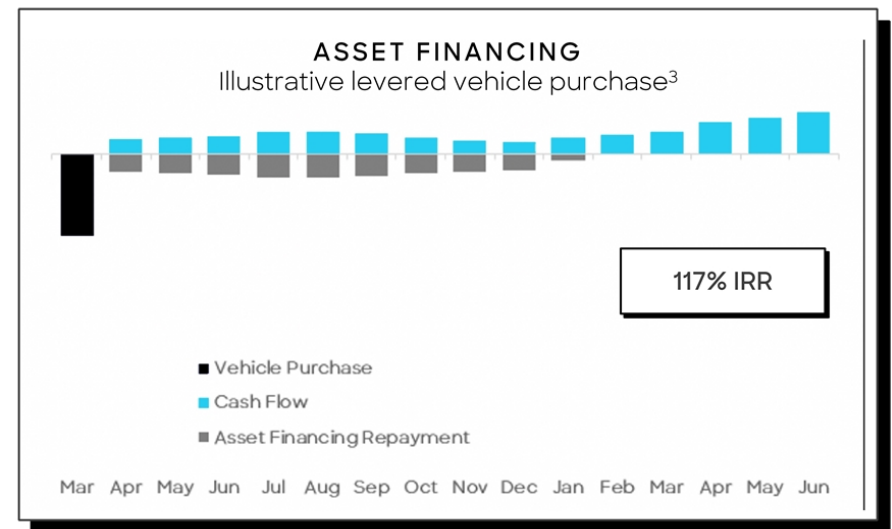 ASSET FINANCING
Illustrative levered vehicle purchase³
117% IRR
Vehicle Purchase
Cash Flow
Asset Financing Repayment
Mar Apr May Jun Jul Aug Sep Oct Nov Dec Jan Feb Mar Apr May Jun